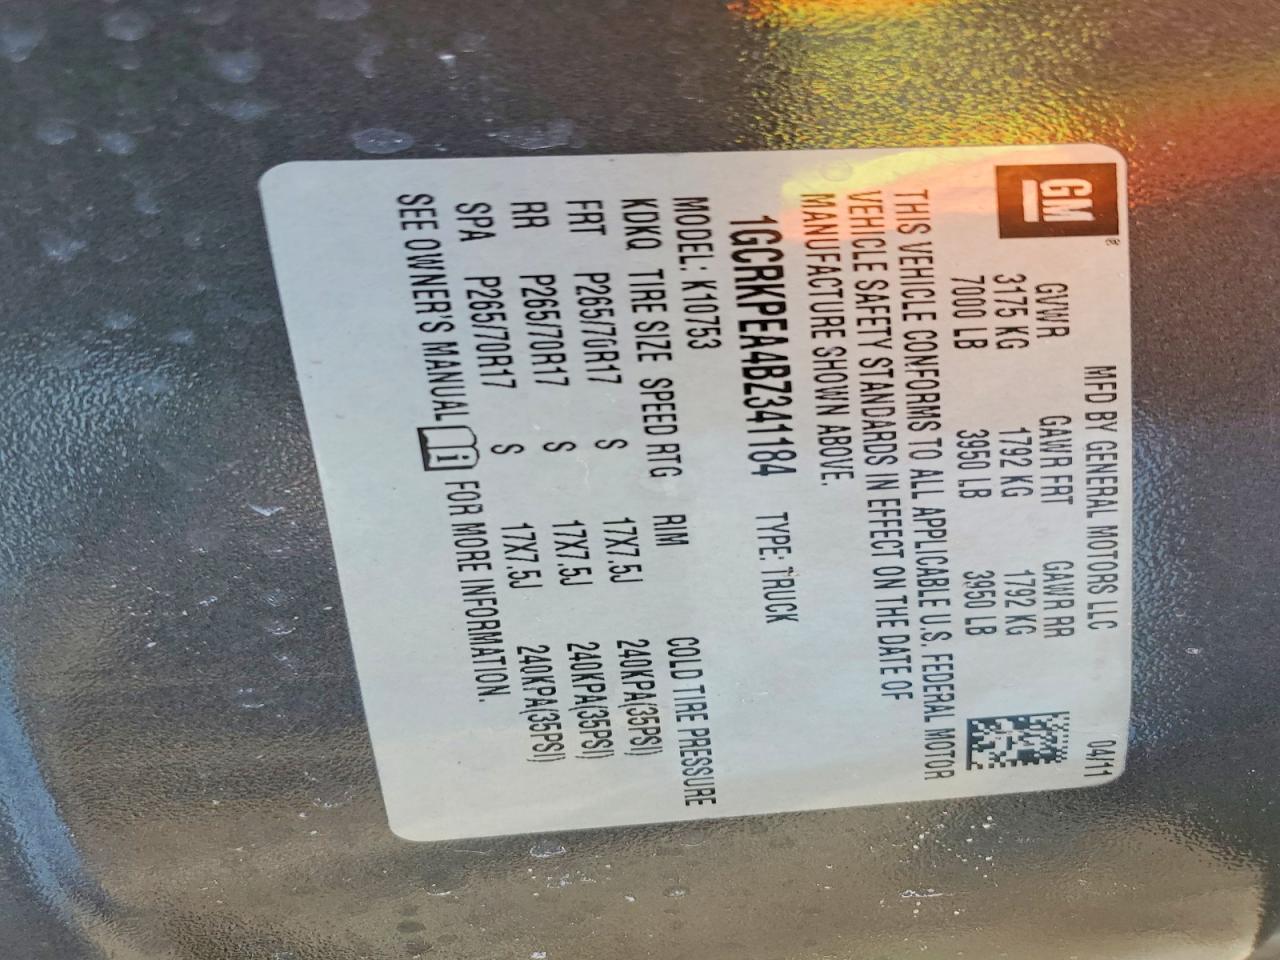 GM
®
MFD BY GENERAL MOTORS LLC 04/11
GVWR GAWR FRT GAWR RR
3175 KG 1792 KG 1792 KG
7000 LB 3950 LB 3950 LB
THIS VEHICLE CONFORMS TO ALL APPLICABLE U.S. FEDERAL MOTOR
VEHICLE SAFETY STANDARDS IN EFFECT ON THE DATE OF
MANUFACTURE SHOWN ABOVE.
1GCRKPEA4BZ341184 TYPE: TRUCK
MODEL: K10753
KDKQ TIRE SIZE SPEED RTG RIM COLD TIRE PRESSURE
FRT P265/70R17 S 17X7.5J 240KPA(35PSI)
RR P265/70R17 S 17X7.5J 240KPA(35PSI)
SPA P265/70R17 S 17X7.5J 240KPA(35PSI)
SEE OWNER'S MANUAL i FOR MORE INFORMATION.